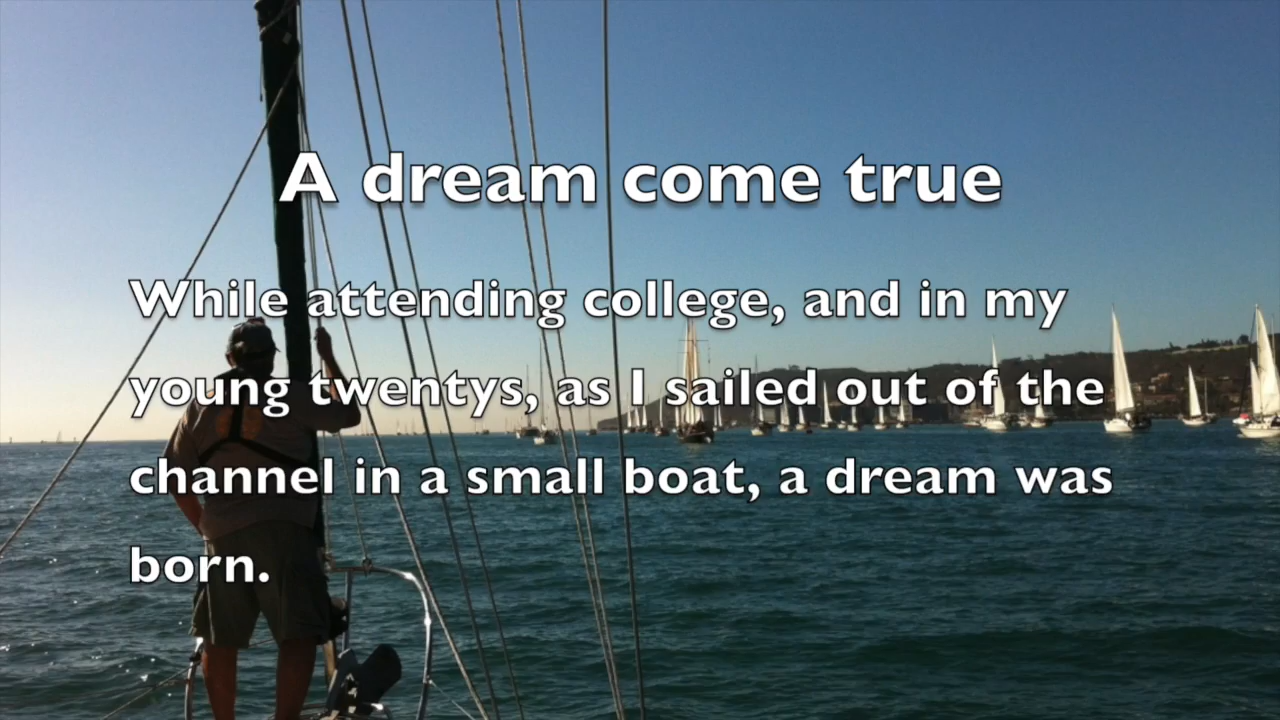 A dream come true
While attending college, and in my
young twentys, as I sailed out of the
channel in a small boat, a dream was
born.